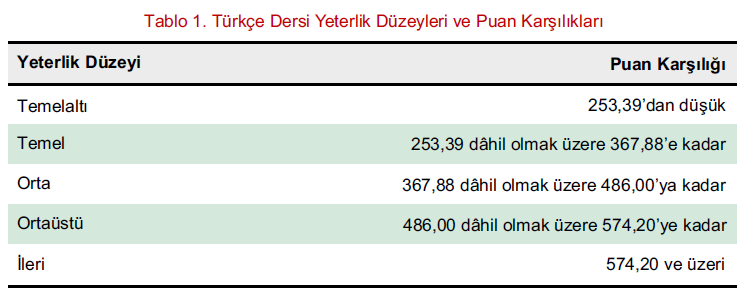 Tablo 1. Türkçe Dersi Yeterlik Düzeyleri ve Puan Karşılıkları
Yeterlik Düzeyi Puan Karşılığı
Temelaltı 253,39’dan düşük
Temel 253,39 dâhil olmak üzere 367,88’e kadar
Orta 367,88 dâhil olmak üzere 486,00’ya kadar
Ortaüstü 486,00 dâhil olmak üzere 574,20’ye kadar
İleri 574,20 ve üzeri